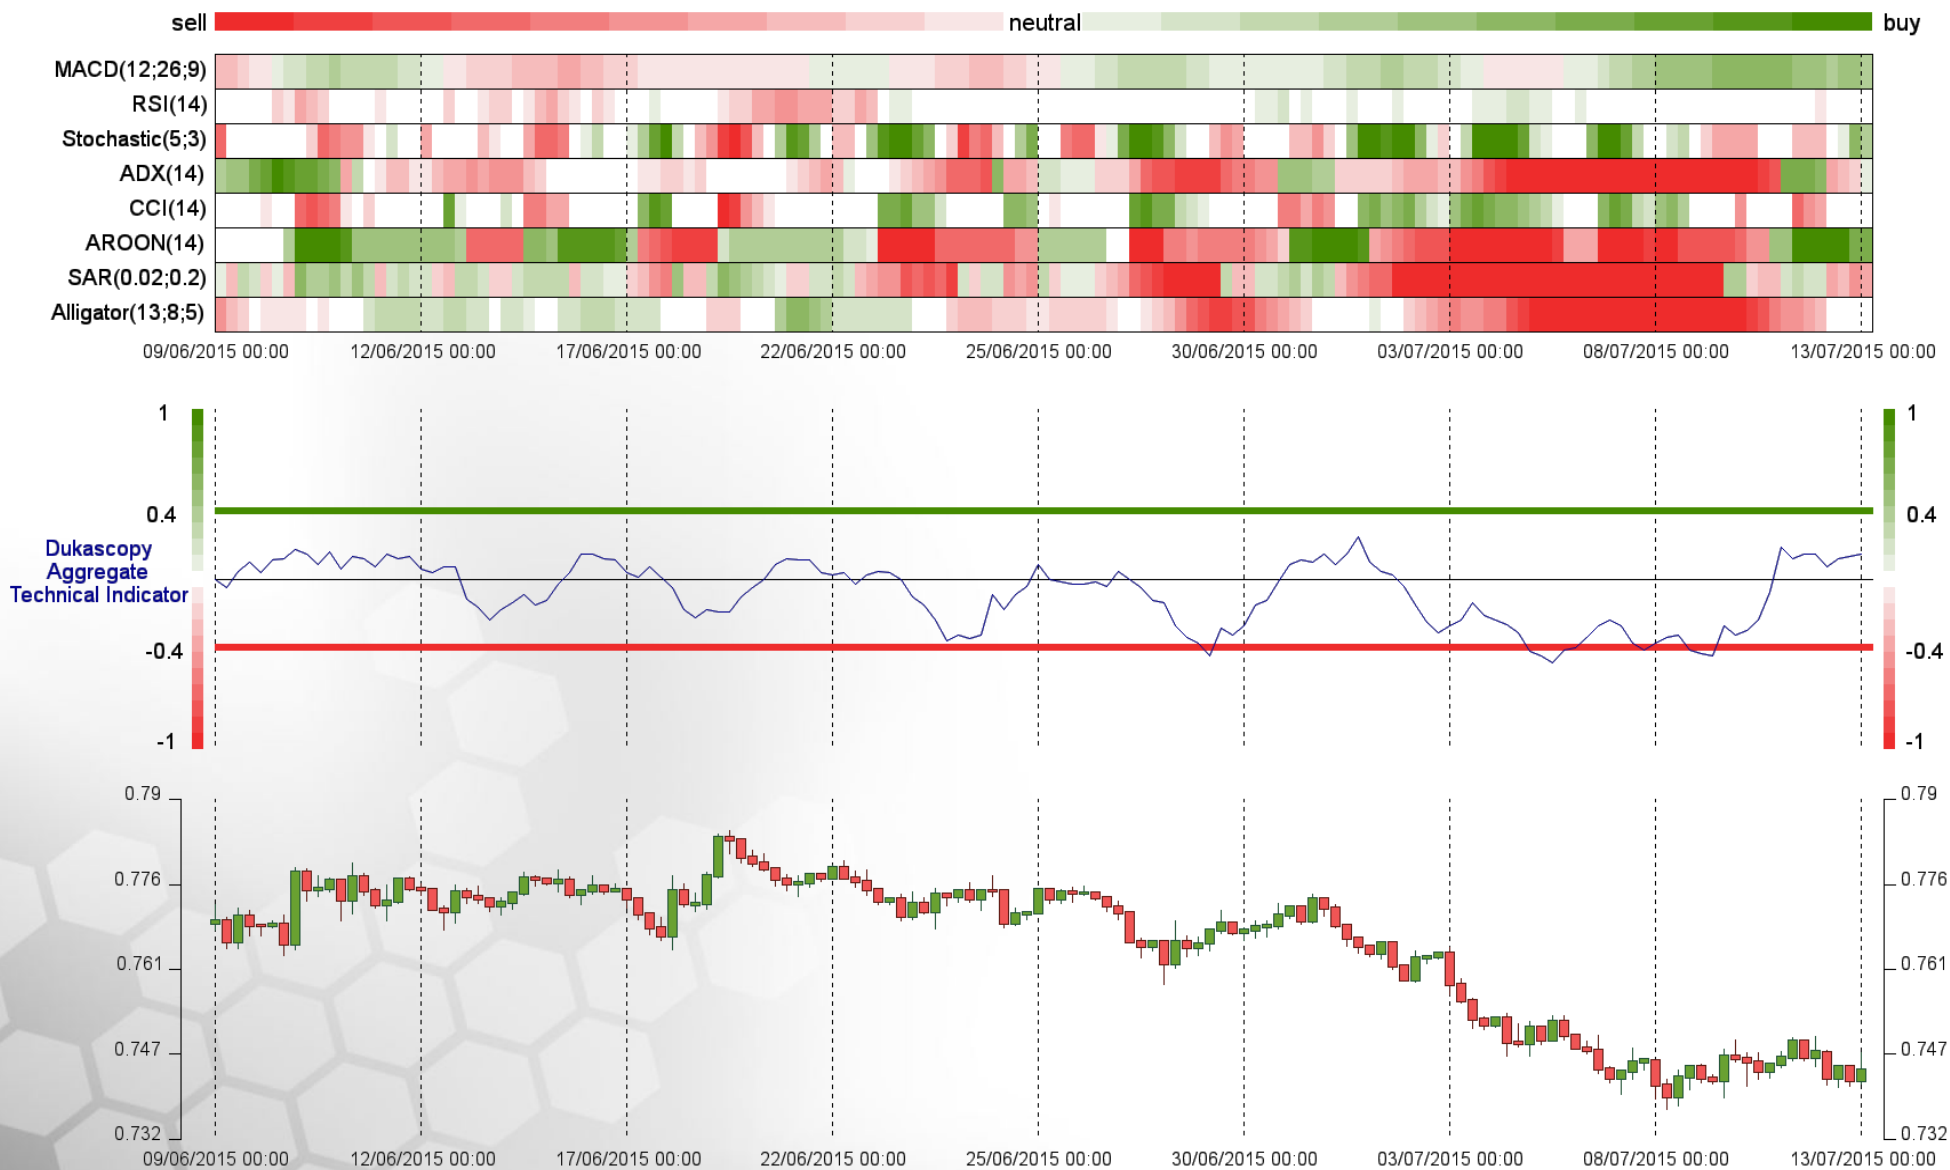 sell neutral buy
MACD(12;26;9)
RSI(14)
Stochastic(5;3)
ADX(14)
CCI(14)
AROON(14)
SAR(0.02;0.2)
Alligator(13;8;5)
09/06/2015 00:00 12/06/2015 00:00 17/06/2015 00:00 22/06/2015 00:00 25/06/2015 00:00 30/06/2015 00:00 03/07/2015 00:00 08/07/2015 00:00 13/07/2015 00:00
1 1
0.4 0.4
Dukascopy
Aggregate
Technical Indicator
-0.4 -0.4
-1 -1
0.79 0.79
0.776 0.776
0.761 0.761
0.747 0.747
0.732 0.732
09/06/2015 00:00 12/06/2015 00:00 17/06/2015 00:00 22/06/2015 00:00 25/06/2015 00:00 30/06/2015 00:00 03/07/2015 00:00 08/07/2015 00:00 13/07/2015 00:00